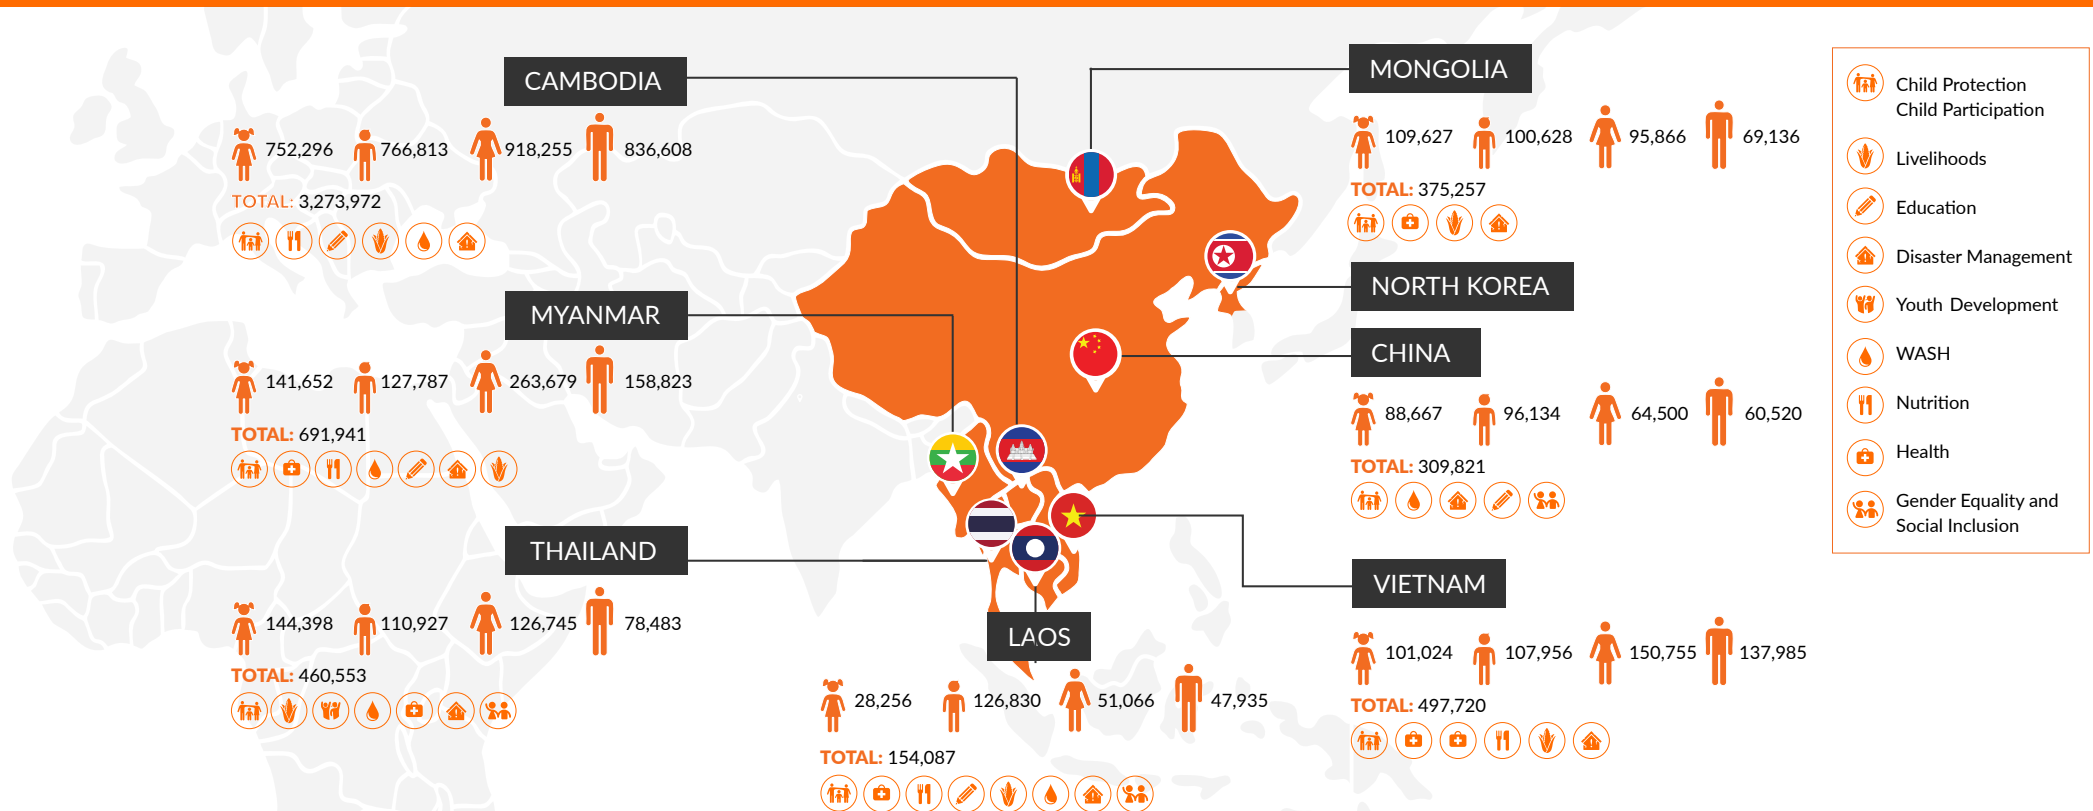 CAMBODIA
752,296 766,813 918,255 836,608
TOTAL: 3,273,972
MYANMAR
141,652 127,787 263,679 158,823
TOTAL: 691,941
THAILAND
144,398 110,927 126,745 78,483
TOTAL: 460,553
LAOS
28,256 126,830 51,066 47,935
TOTAL: 154,087
MONGOLIA
109,627 100,628 95,866 69,136
TOTAL: 375,257
NORTH KOREA
CHINA
88,667 96,134 64,500 60,520
TOTAL: 309,821
VIETNAM
101,024 107,956 150,755 137,985
TOTAL: 497,720
Child Protection
Child Participation
Livelihoods
Education
Disaster Management
Youth Development
WASH
Nutrition
Health
Gender Equality and
Social Inclusion